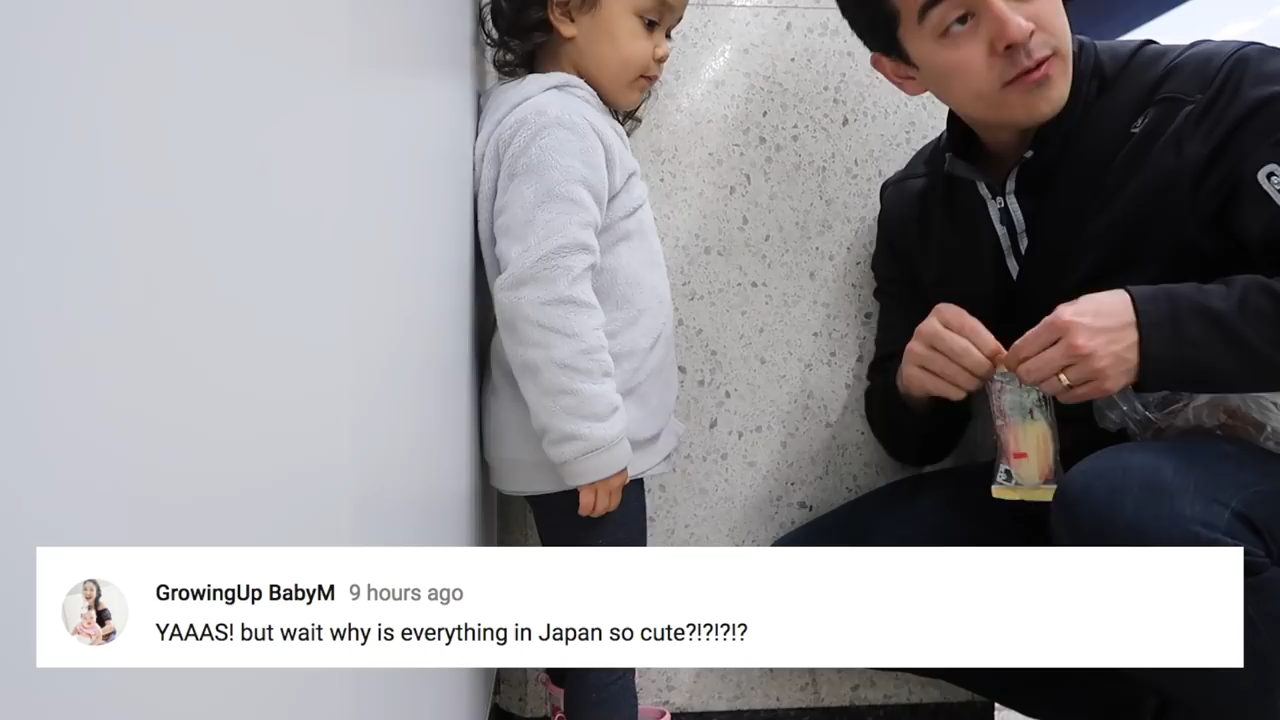 GrowingUp BabyM 9 hours ago
YAAAS! but wait why is everything in Japan so cute?!?!?!?